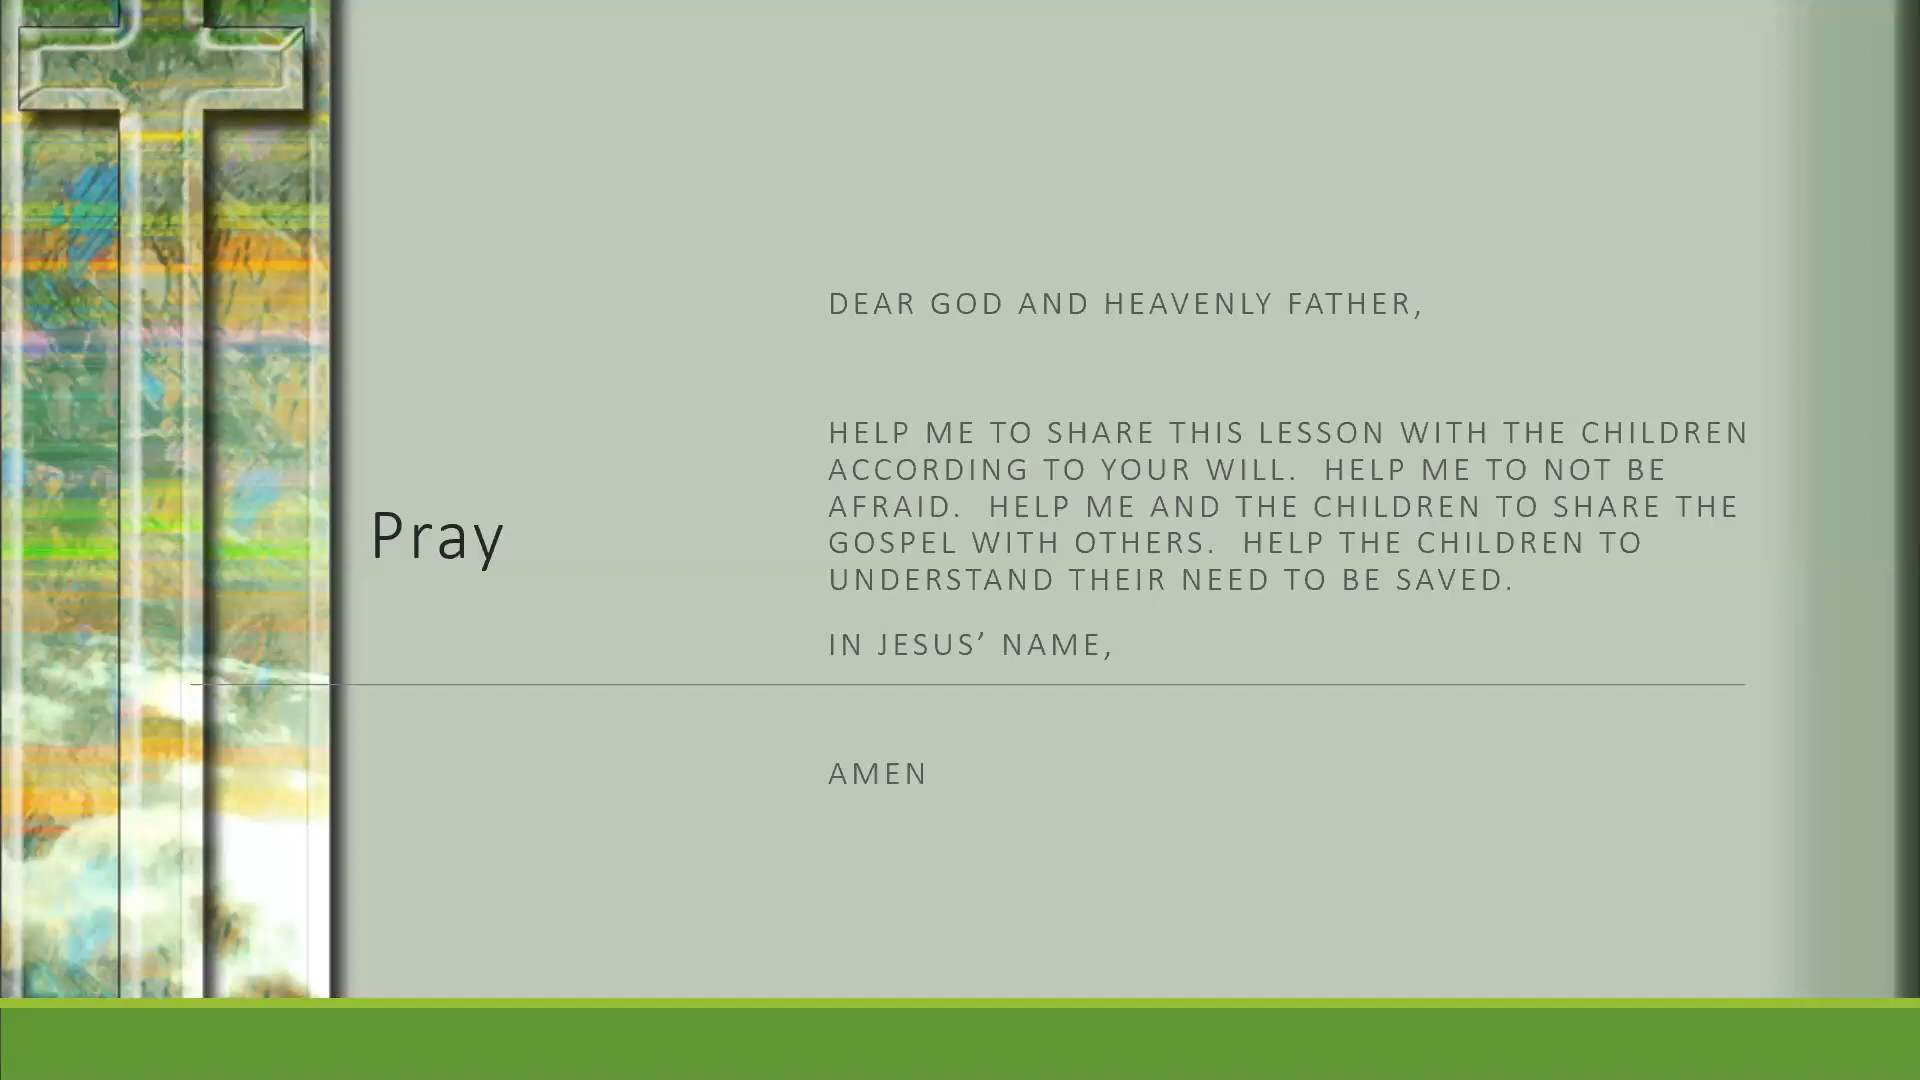 DEAR GOD AND HEAVENLY FATHER,
HELP ME TO SHARE THIS LESSON WITH THE CHILDREN
ACCORDING TO YOUR WILL.  HELP ME TO NOT BE
AFRAID.  HELP ME AND THE CHILDREN TO SHARE THE
GOSPEL WITH OTHERS.  HELP THE CHILDREN TO
UNDERSTAND THEIR NEED TO BE SAVED.
IN JESUS’ NAME,
AMEN
Pray